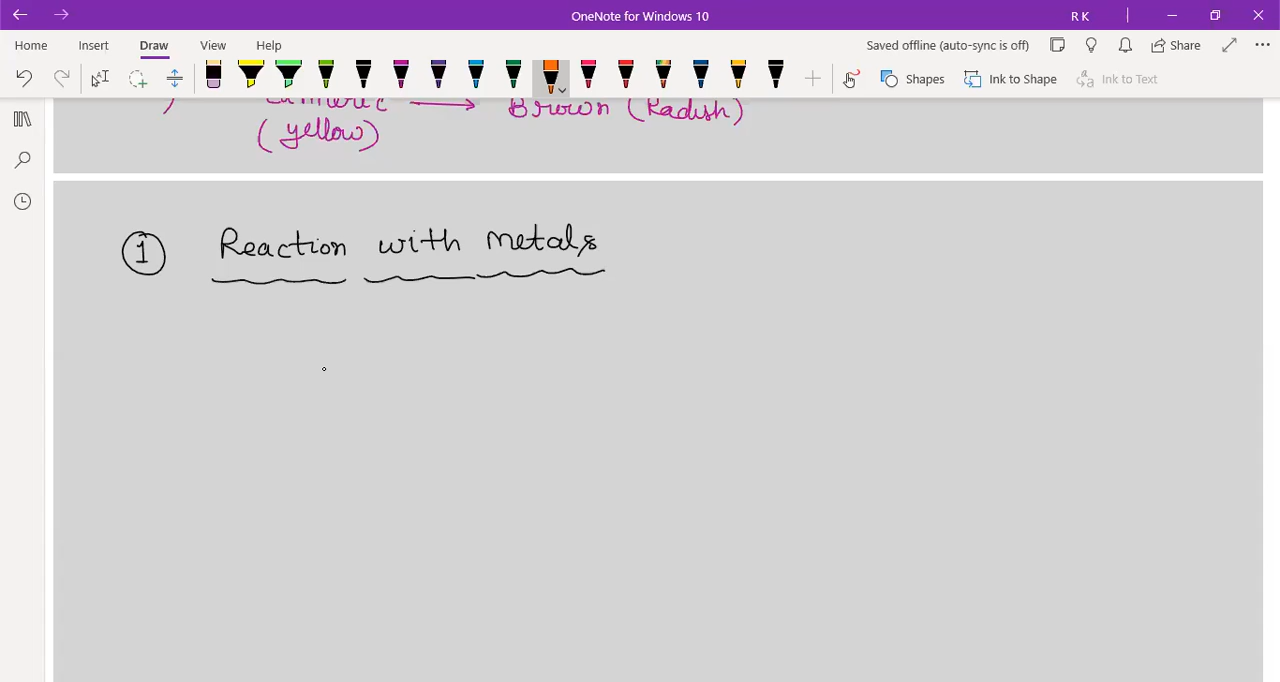 OneNote for Windows 10
R K
Home Insert Draw View Help
Saved offline (auto-sync is off)
Share
Shapes
Ink to Shape
Ink to Text
Brown (Radish)
(yellow)
1 Reaction with metals